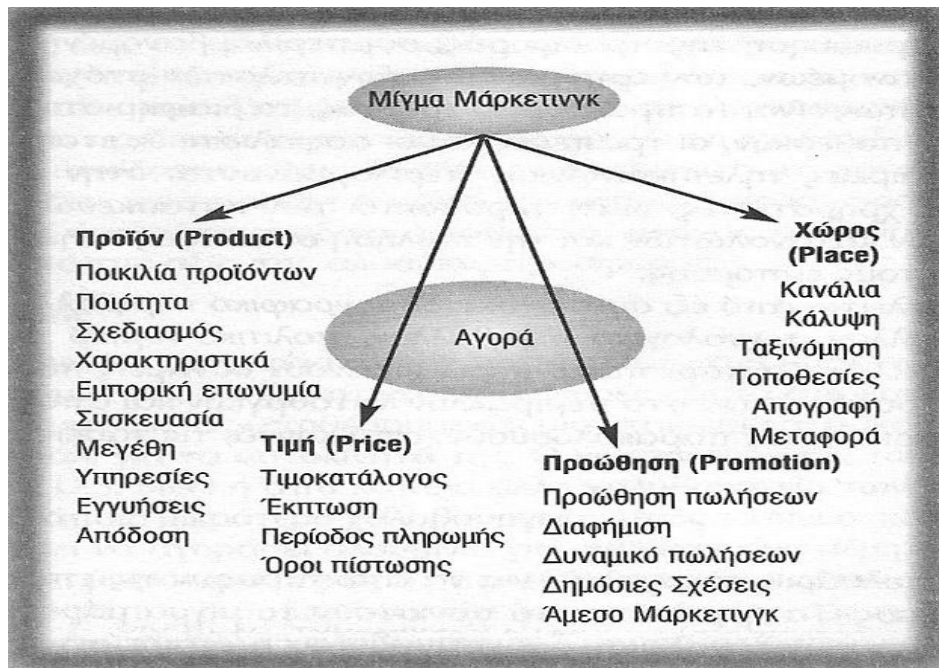 Μίγμα Μάρκετινγκ
Προϊόν (Product)
Ποικιλία προϊόντων
Ποιότητα
Σχεδιασμός
Χαρακτηριστικά
Εμπορική επωνυμία
Συσκευασία
Μεγέθη
Υπηρεσίες
Εγγυήσεις
Απόδοση
Αγορά
Τιμή (Price)
Τιμοκατάλογος
Έκπτωση
Περίοδος πληρωμής
Όροι πίστωσης
Προώθηση (Promotion)
Προώθηση πωλήσεων
Διαφήμιση
Δυναμικό πωλήσεων
Δημόσιες Σχέσεις
Άμεσο Μάρκετινγκ
Χώρος
(Place)
Κανάλια
Κάλυψη
Ταξινόμηση
Τοποθεσίες
Απογραφή
Μεταφορά